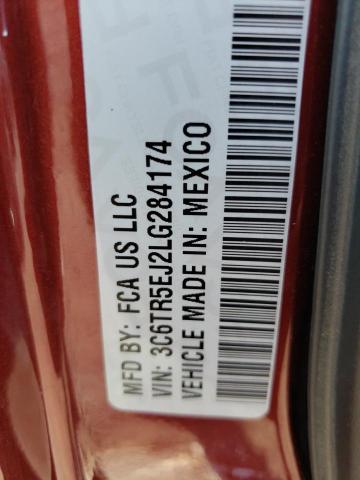 MFD BY: FCA US LLC
VIN: 3C6TR5EJ2LG284174
VEHICLE MADE IN: MEXICO